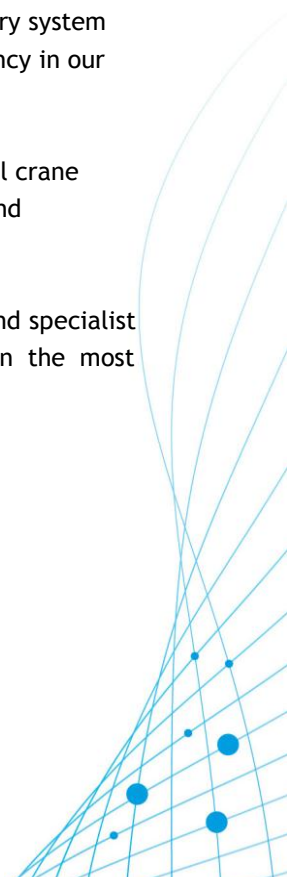 ry system
ncy in our
l crane
nd
nd specialist
n the most